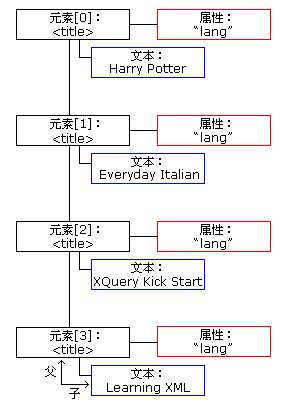 元素[0]：
<title>
属性：
“lang”
文本：
Harry Potter
元素[1]：
<title>
属性：
“lang”
文本：
Everyday Italian
元素[2]：
<title>
属性：
“lang”
文本：
XQuery Kick Start
元素[3]：
<title>
属性：
“lang”
父
子
文本：
Learning XML